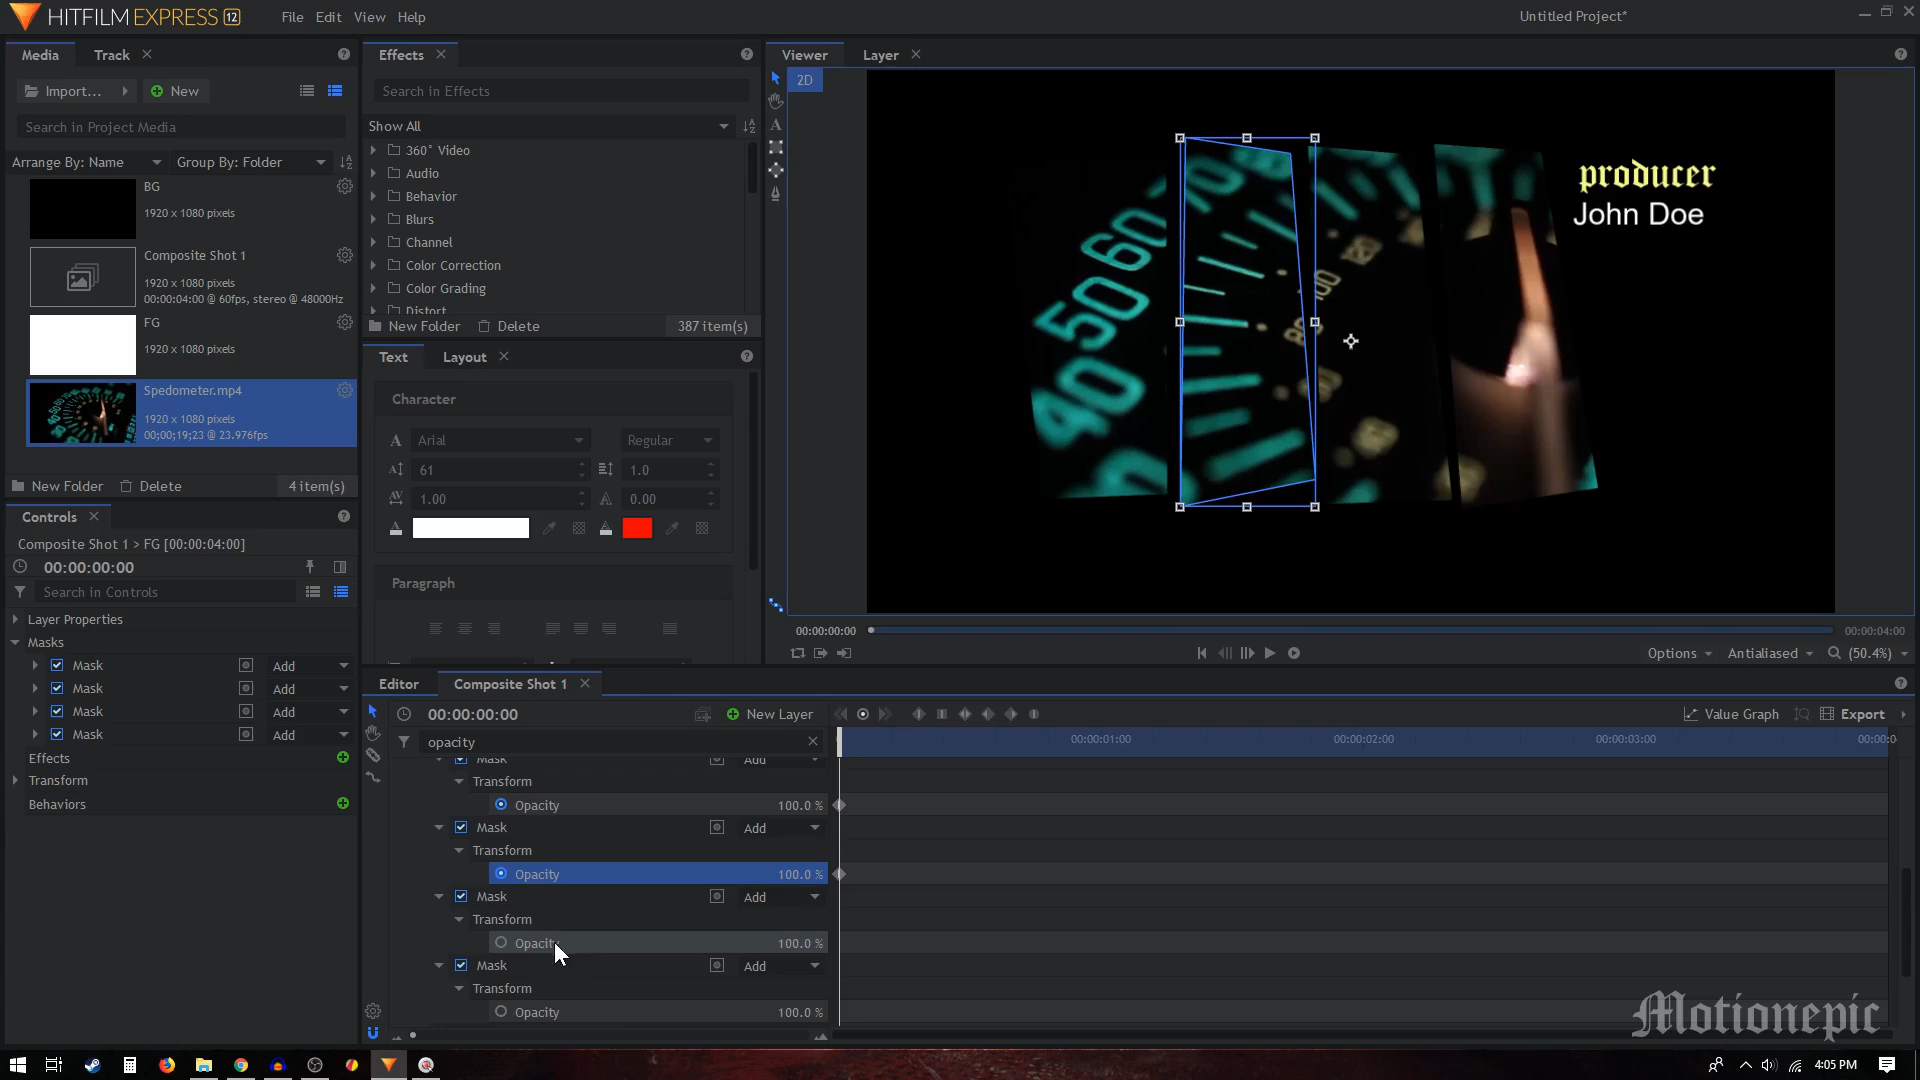 HITFILM EXPRESS 12
File Edit View Help
Untitled Project*
Media Track
Import... New
Search in Project Media
Arrange By: Name Group By: Folder
BG
1920 x 1080 pixels
Composite Shot 1
1920 x 1080 pixels
00:00:04:00 @ 60fps, stereo @ 48000Hz
FG
1920 x 1080 pixels
Spedometer.mp4
1920 x 1080 pixels
00;00;19;23 @ 23.976fps
New Folder Delete 4 item(s)
Effects
Search in Effects
Show All
360° Video
Audio
Behavior
Blurs
Channel
Color Correction
Color Grading
Distort
New Folder Delete 387 item(s)
Text Layout
Character
Arial Regular
61 1.0
1.00 0.00
Paragraph
Viewer Layer
2D
producer
John Doe
40 50 60 70 80
80 100 120
00:00:00:00 00:00:04:00
Options Antialiased (50.4%)
Controls
Composite Shot 1 > FG [00:00:04:00]
00:00:00:00
Search in Controls
Layer Properties
Masks
Mask Add
Mask Add
Mask Add
Mask Add
Effects
Transform
Behaviors
Editor Composite Shot 1
00:00:00:00 New Layer Value Graph Export
opacity
00:00:01:00 00:00:02:00 00:00:03:00 00:00:0
Mask Add
Transform
Opacity 100.0 %
Mask Add
Transform
Opacity 100.0 %
Mask Add
Transform
Opacity 100.0 %
Mask Add
Transform
Opacity 100.0 %
Motionepic
4:05 PM